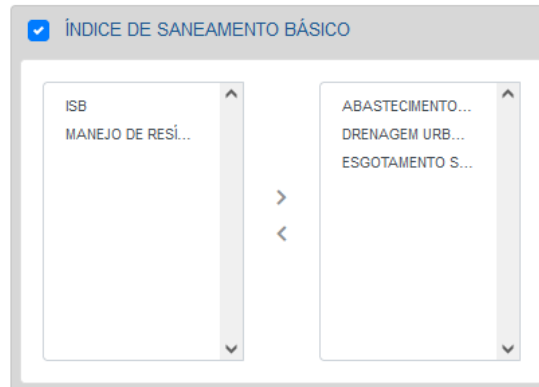 ÍNDICE DE SANEAMENTO BÁSICO
ISB
MANEJO DE RESÍ...
ABASTECIMENTO...
DRENAGEM URB...
ESGOTAMENTO S...